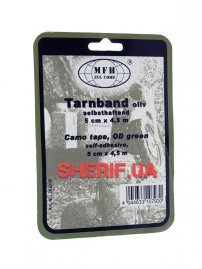 MFH
INT. CORP.
Tarnband oliv
selbsthaftend
5 cm x 4,5 m
Camo tape, OD green
self-adhesive,
5 cm x 4,5 m
SHERIF.UA